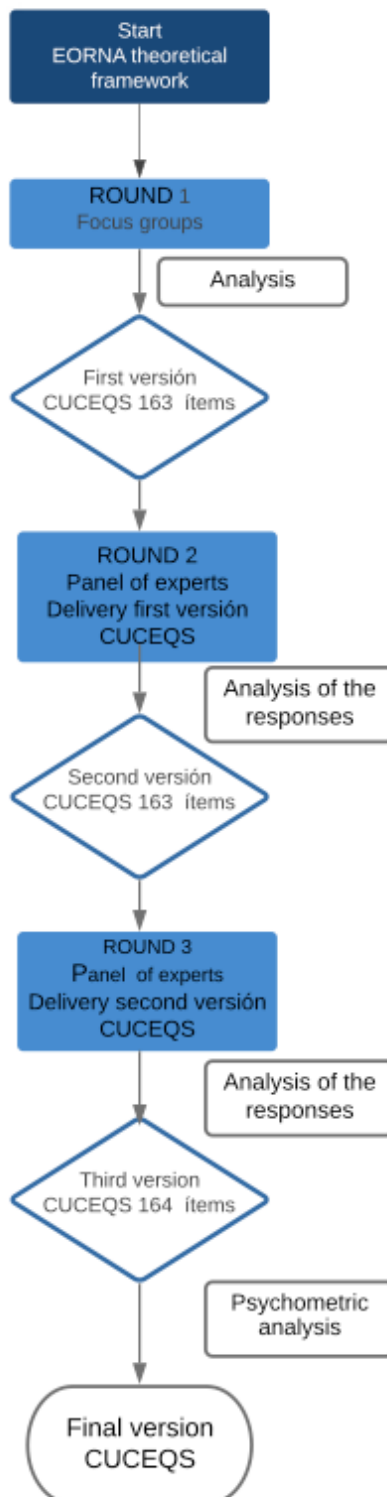 Start
EORNA theoretical
framework
ROUND 1
Focus groups
Analysis
First versión
CUCEQS 163 ítems
ROUND 2
Panel of experts
Delivery first versión
CUCEQS
Analysis of the
responses
Second versión
CUCEQS 163 ítems
ROUND 3
Panel of experts
Delivery second versión
CUCEQS
Analysis of the
responses
Third version
CUCEQS 164 ítems
Psychometric
analysis
Final version
CUCEQS